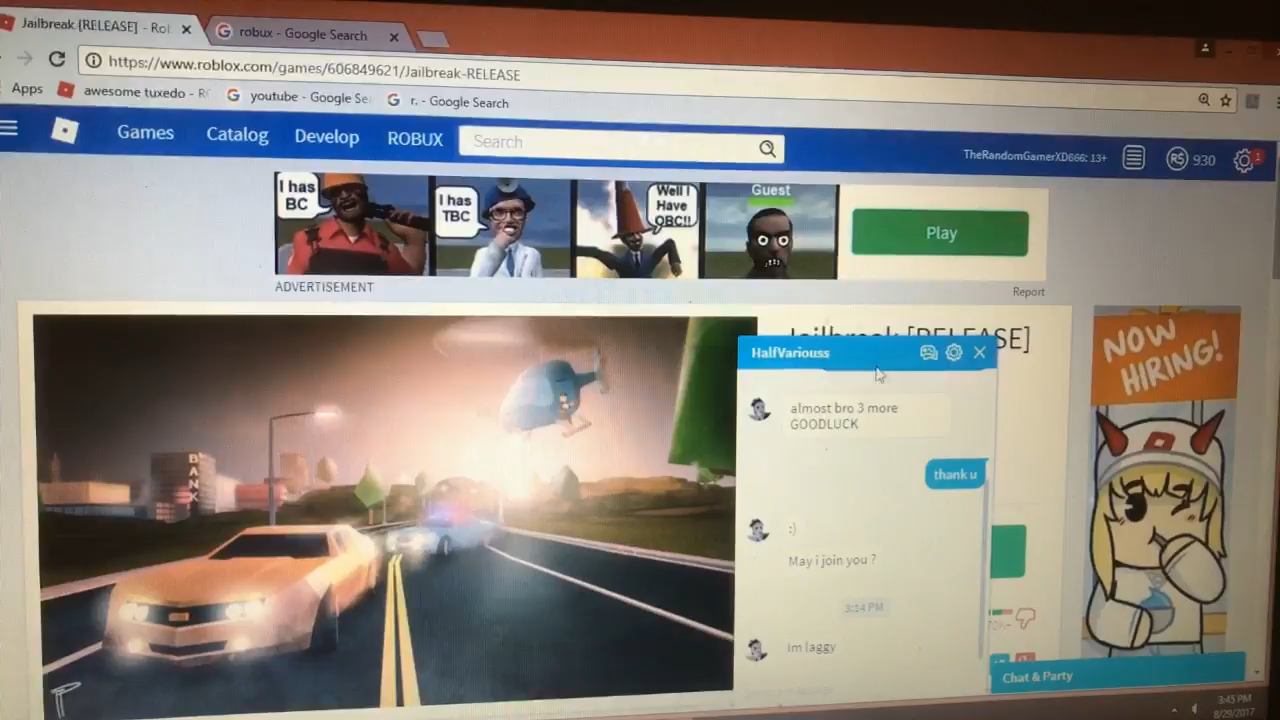 Jailbreak [RELEASE] - Rol
robux - Google Search
https://www.roblox.com/games/606849621/Jailbreak-RELEASE
Apps
awesome tuxedo - R
youtube - Google Se
r. - Google Search
Games
Catalog
Develop
ROBUX
Search
TheRandomGamerXD666: 13+
R$ 930
1
I has
BC
I has
TBC
Well I
Have
OBC!!
Guest
Play
ADVERTISEMENT
Report
Jailbreak [RELEASE]
BANK
HalfVariouss
almost bro 3 more
GOODLUCK
thank u
:)
May i join you ?
3:14 PM
im laggy
NOW
HIRING!
Chat & Party
3:45 PM
8/29/2017